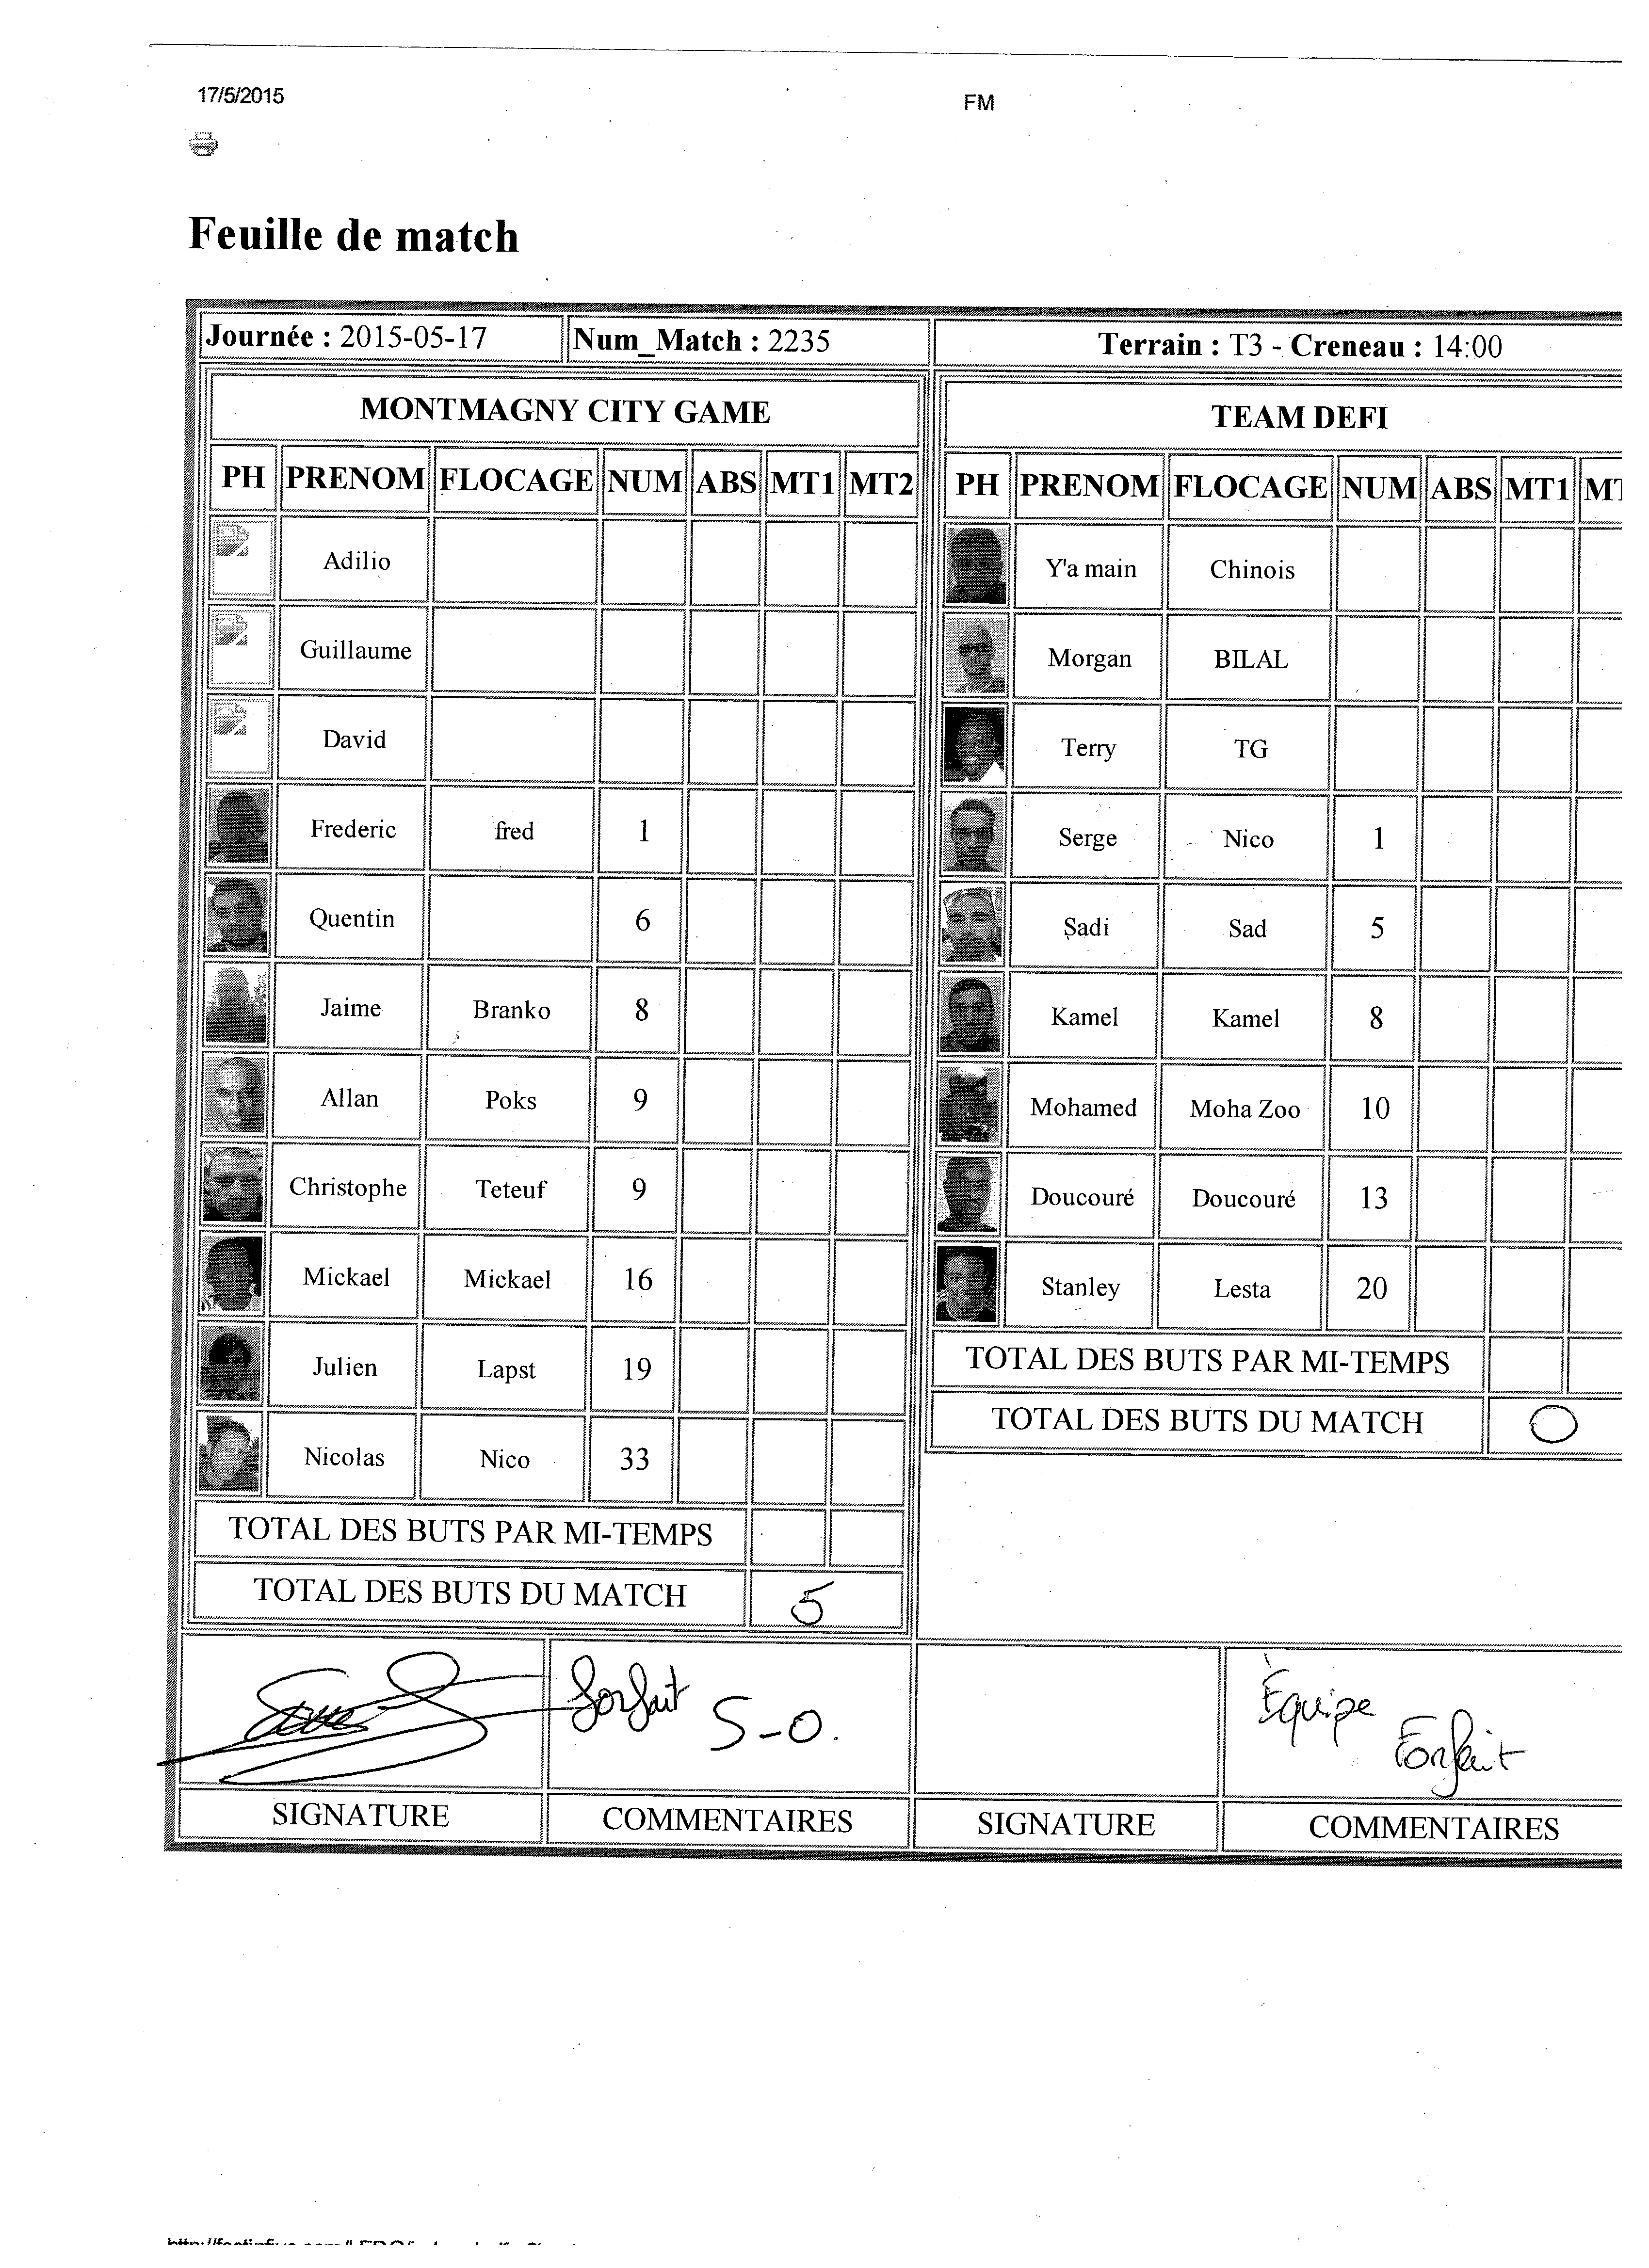 17/5/2015
FM
Feuille de match
Journée : 2015-05-17
Num_Match : 2235
Terrain : T3 - Creneau : 14:00
MONTMAGNY CITY GAME
PH PRENOM FLOCAGE NUM ABS MT1 MT2
Adilio
Guillaume
David
Frederic fred 1
Quentin 6
Jaime Branko 8
Allan Poks 9
Christophe Teteuf 9
Mickael Mickael 16
Julien Lapst 19
Nicolas Nico 33
TOTAL DES BUTS PAR MI-TEMPS
TOTAL DES BUTS DU MATCH 5
forfait 5-0.
SIGNATURE COMMENTAIRES
TEAM DEFI
PH PRENOM FLOCAGE NUM ABS MT1
Y'a main Chinois
Morgan BILAL
Terry TG
Serge Nico 1
Sadi Sad 5
Kamel Kamel 8
Mohamed Moha Zoo 10
Doucouré Doucouré 13
Stanley Lesta 20
TOTAL DES BUTS PAR MI-TEMPS
TOTAL DES BUTS DU MATCH 0
Équipe
Forfait
SIGNATURE COMMENTAIRES